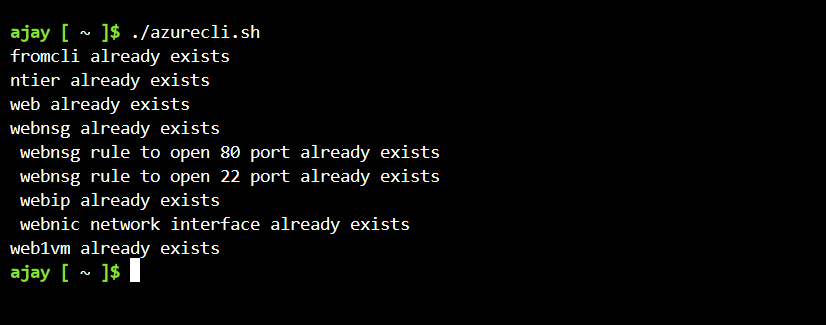 ajay [ ~ ]$ ./azurecli.sh
fromcli already exists
ntier already exists
web already exists
webnsg already exists
 webnsg rule to open 80 port already exists
 webnsg rule to open 22 port already exists
 webip already exists
 webnic network interface already exists
web1vm already exists
ajay [ ~ ]$